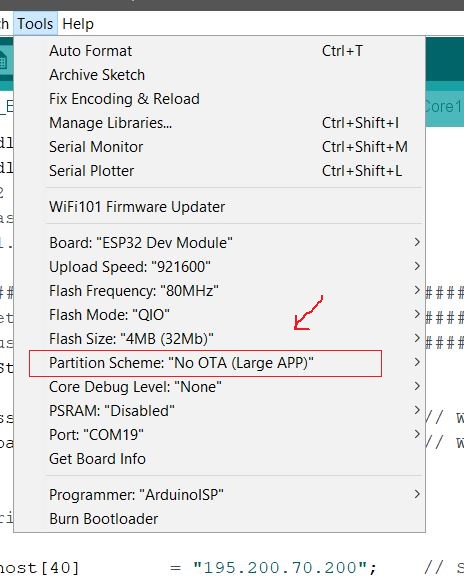 ch Tools Help
Auto Format Ctrl+T
Archive Sketch
Fix Encoding & Reload
Manage Libraries... Ctrl+Shift+I
Serial Monitor Ctrl+Shift+M
Serial Plotter Ctrl+Shift+L
WiFi101 Firmware Updater
Board: "ESP32 Dev Module"
Upload Speed: "921600"
Flash Frequency: "80MHz"
Flash Mode: "QIO"
Flash Size: "4MB (32Mb)"
Partition Scheme: "No OTA (Large APP)"
Core Debug Level: "None"
PSRAM: "Disabled"
Port: "COM19"
Get Board Info
Programmer: "ArduinoISP"
Burn Bootloader
Core1
// W
// W
host[40] = "195.200.70.200"; // S